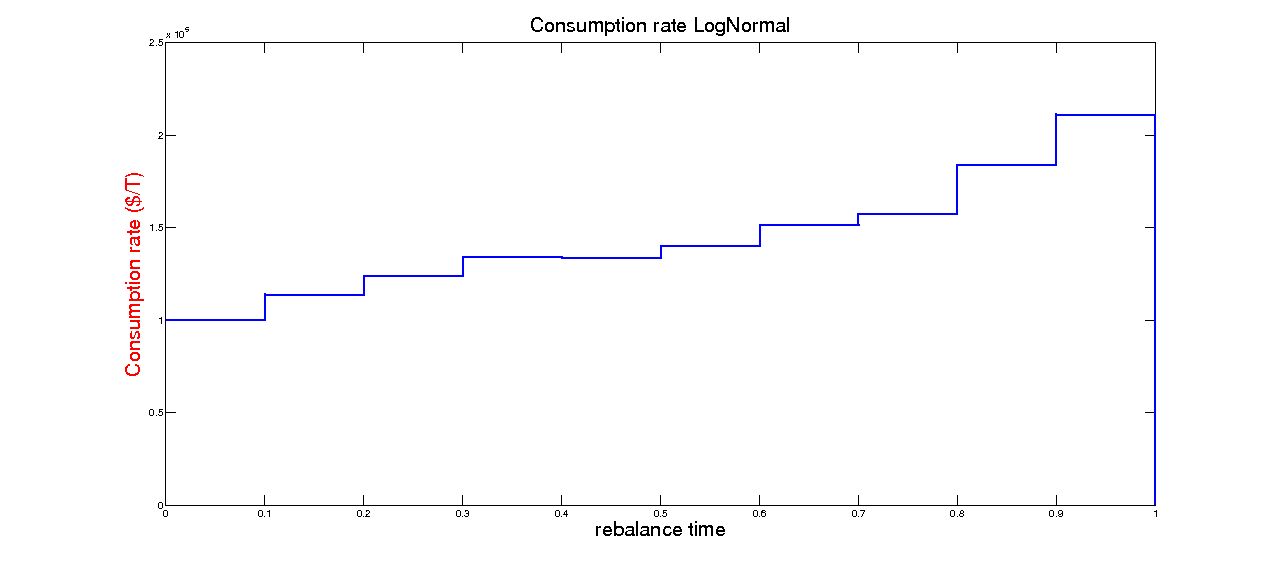 Consumption rate LogNormal
x 10^5
2.5
2
1.5
1
0.5
0
Consumption rate ($/T)
0 0.1 0.2 0.3 0.4 0.5 0.6 0.7 0.8 0.9 1
rebalance time